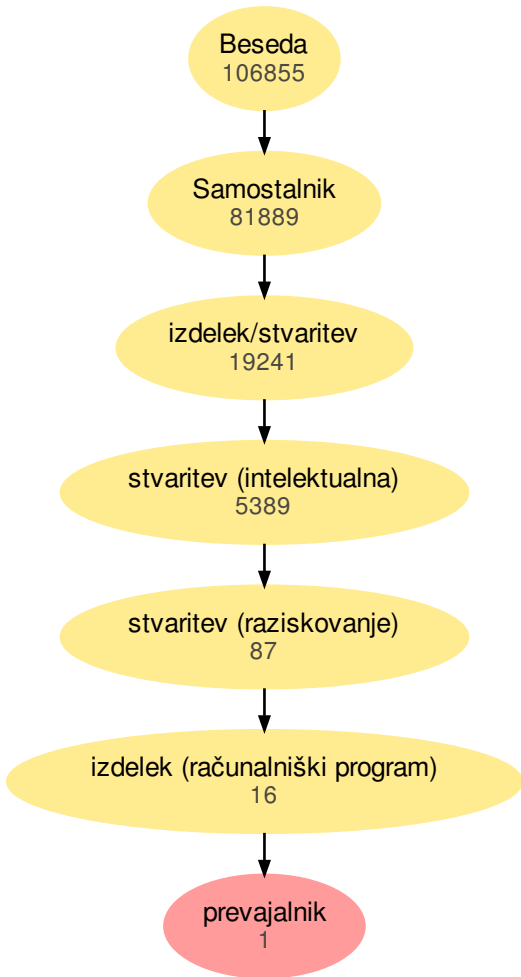 Beseda
106855
Samostalnik
81889
izdelek/stvaritev
19241
stvaritev (intelektualna)
5389
stvaritev (raziskovanje)
87
izdelek (računalniški program)
16
prevajalnik
1